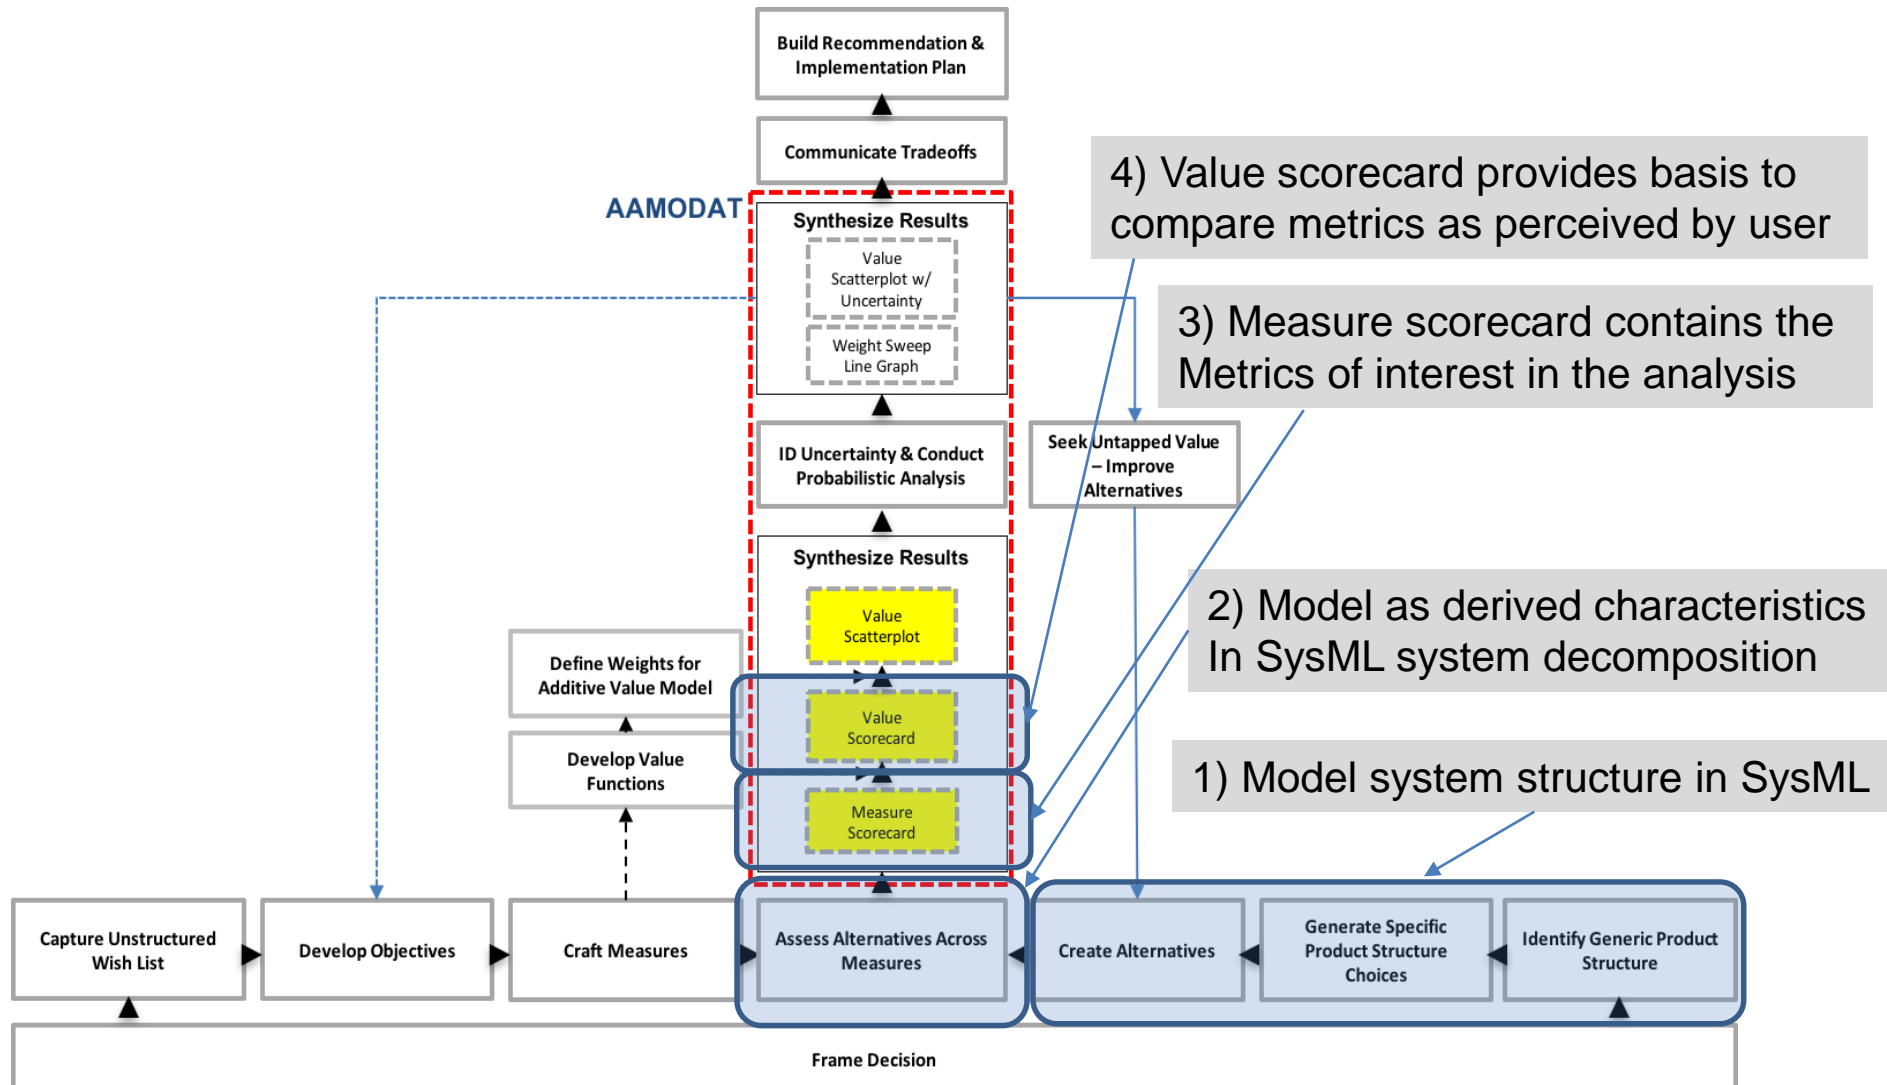 Build Recommendation &
Implementation Plan
Communicate Tradeoffs
4) Value scorecard provides basis to
compare metrics as perceived by user
AAMODAT
Synthesize Results
Value
Scatterplot w/
Uncertainty
Weight Sweep
Line Graph
3) Measure scorecard contains the
Metrics of interest in the analysis
ID Uncertainty & Conduct
Probabilistic Analysis
Seek Untapped Value
– Improve
Alternatives
Synthesize Results
Value
Scatterplot
2) Model as derived characteristics
In SysML system decomposition
Define Weights for
Additive Value Model
Value
Scorecard
Develop Value
Functions
1) Model system structure in SysML
Measure
Scorecard
Capture Unstructured
Wish List
Develop Objectives
Craft Measures
Assess Alternatives Across
Measures
Create Alternatives
Generate Specific
Product Structure
Choices
Identify Generic Product
Structure
Frame Decision